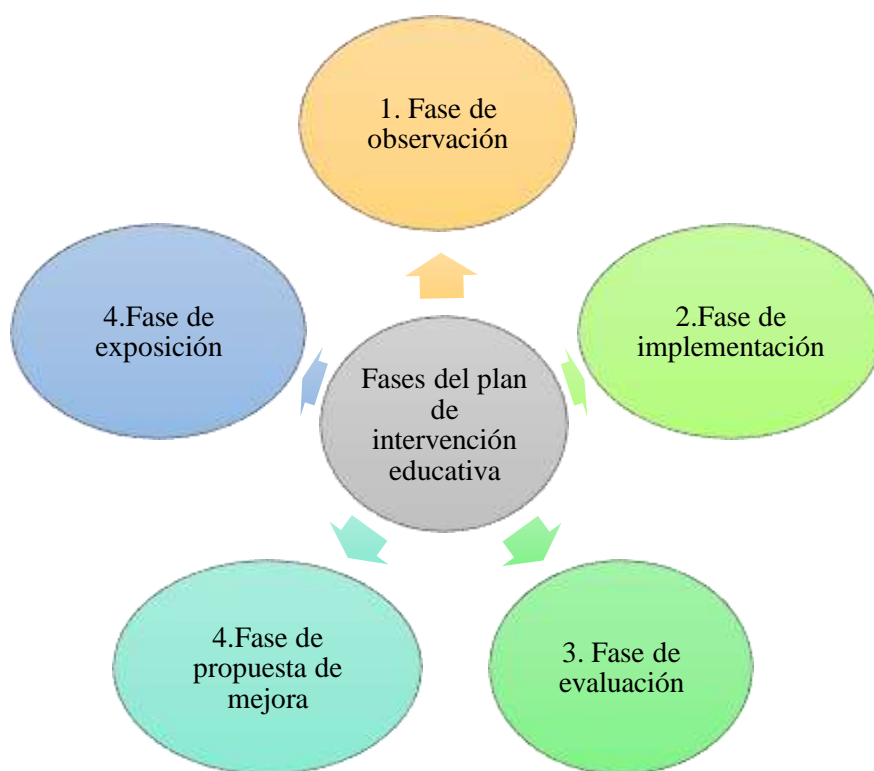 1. Fase de
observación
2.Fase de
implementación
3. Fase de
evaluación
4.Fase de
propuesta de
mejora
4.Fase de
exposición
Fases del plan
de
intervención
educativa